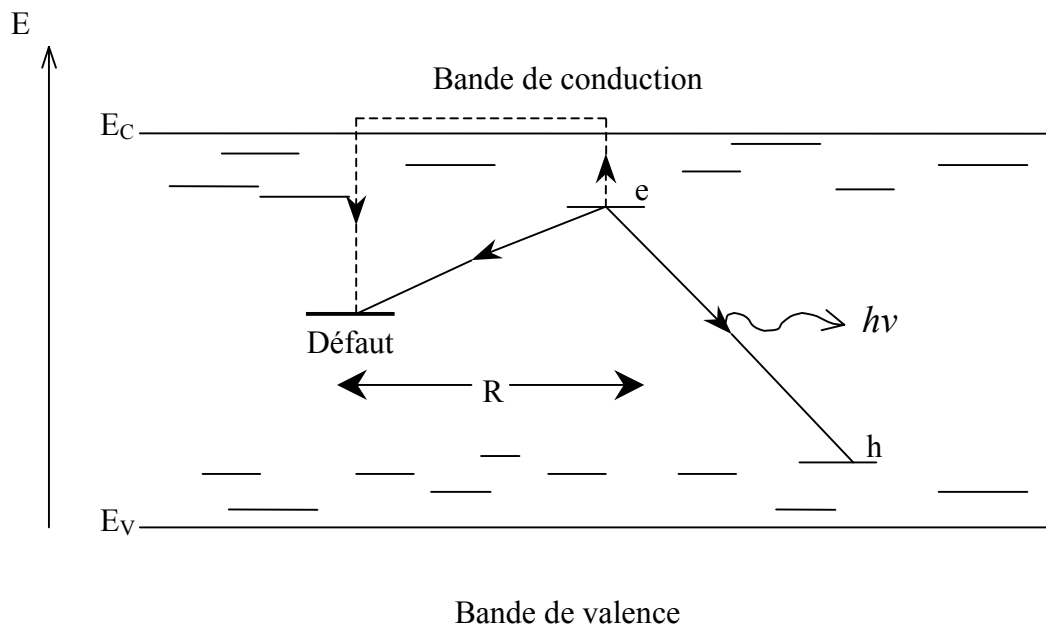 E
Bande de conduction
E_C
e
hν
Défaut
R
h
E_V
Bande de valence